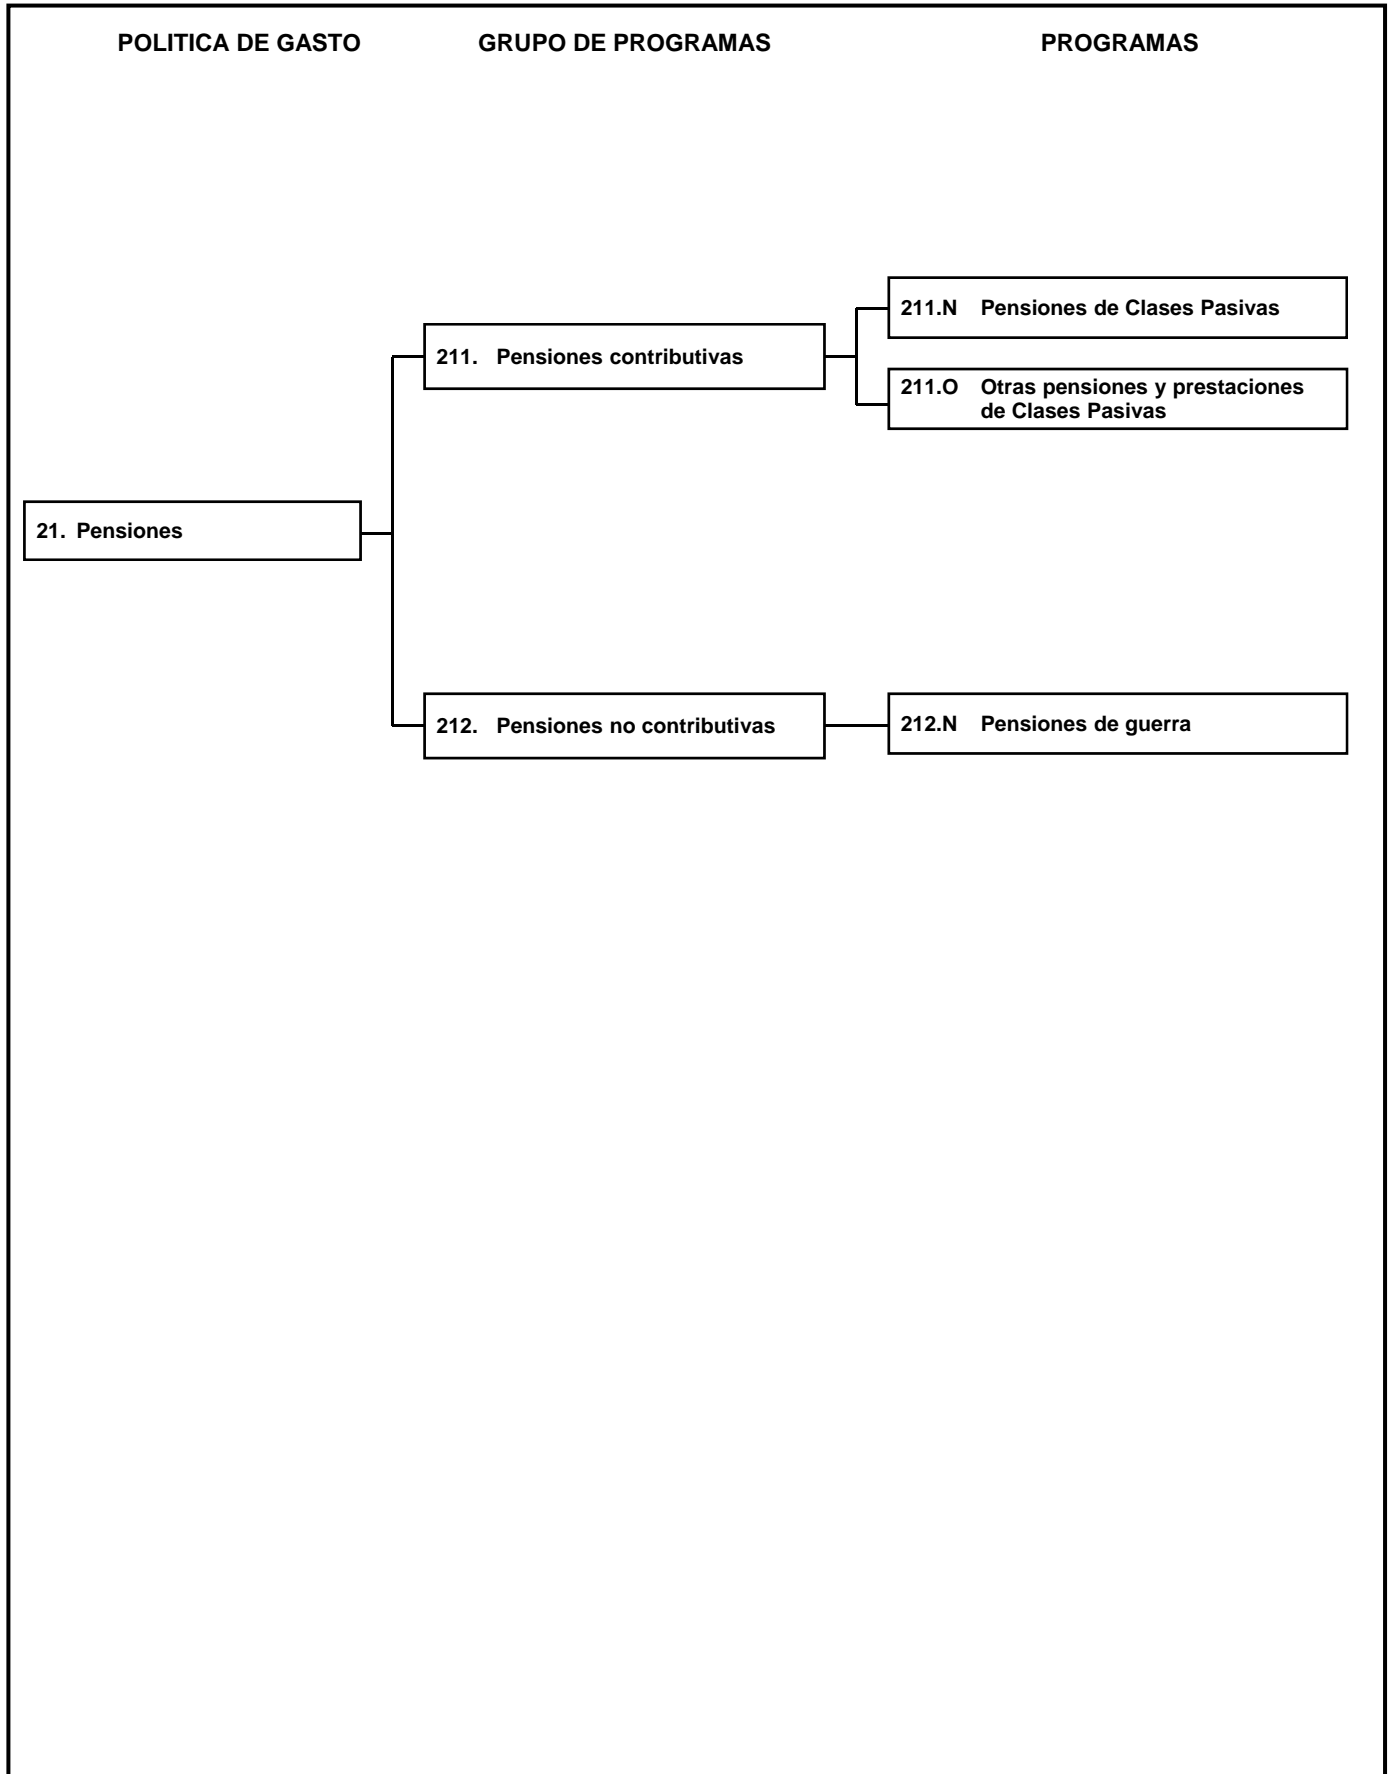 POLITICA DE GASTO
GRUPO DE PROGRAMAS
PROGRAMAS
211.N Pensiones de Clases Pasivas
211. Pensiones contributivas
211.O Otras pensiones y prestaciones
de Clases Pasivas
21. Pensiones
212. Pensiones no contributivas
212.N Pensiones de guerra